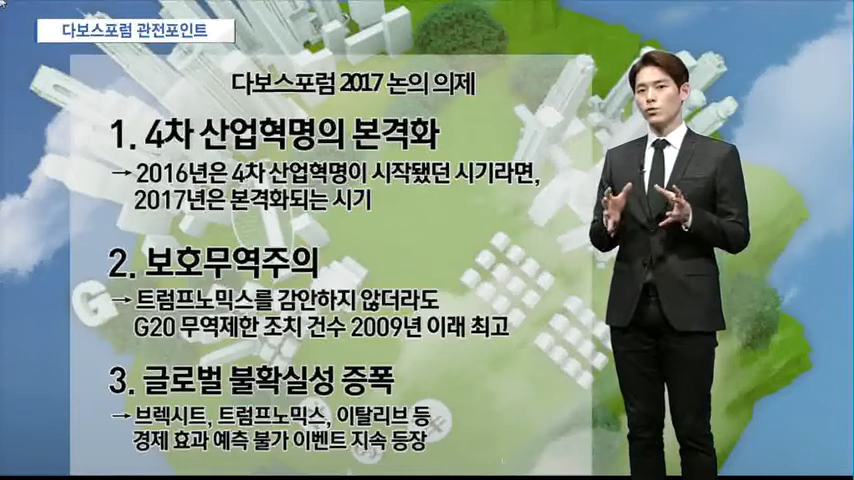 다보스포럼 관전포인트
다보스포럼 2017 논의 의제
1. 4차 산업혁명의 본격화
→ 2016년은 4차 산업혁명이 시작됐던 시기라면,
2017년은 본격화되는 시기
2. 보호무역주의
→ 트럼프노믹스를 감안하지 않더라도
G20 무역제한 조치 건수 2009년 이래 최고
3. 글로벌 불확실성 증폭
→ 브렉시트, 트럼프노믹스, 이탈리브 등
경제 효과 예측 불가 이벤트 지속 등장
G